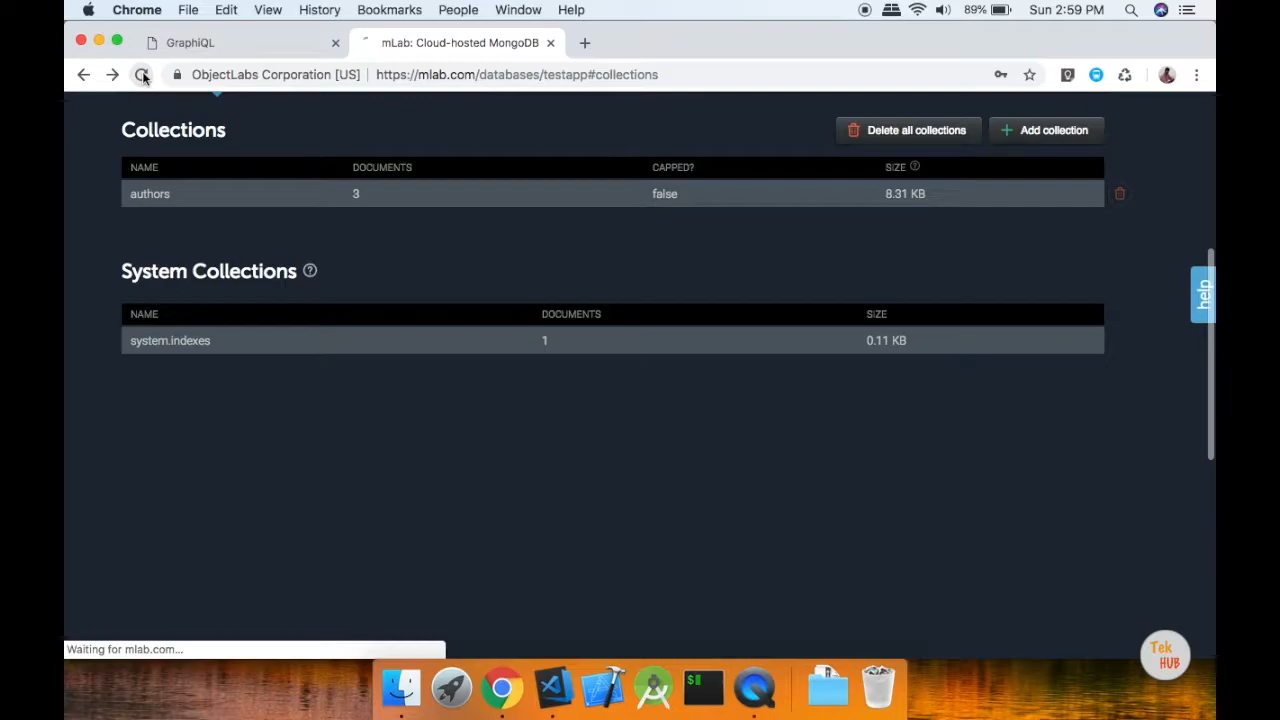 Chrome File Edit View History Bookmarks People Window Help 89% Sun 2:59 PM
GraphiQL mLab: Cloud-hosted MongoDB
ObjectLabs Corporation [US] https://mlab.com/databases/testapp#collections
Collections Delete all collections Add collection
NAME DOCUMENTS CAPPED? SIZE
authors 3 false 8.31 KB
System Collections
NAME DOCUMENTS SIZE
system.indexes 1 0.11 KB
help
Waiting for mlab.com...
Tek
HUB